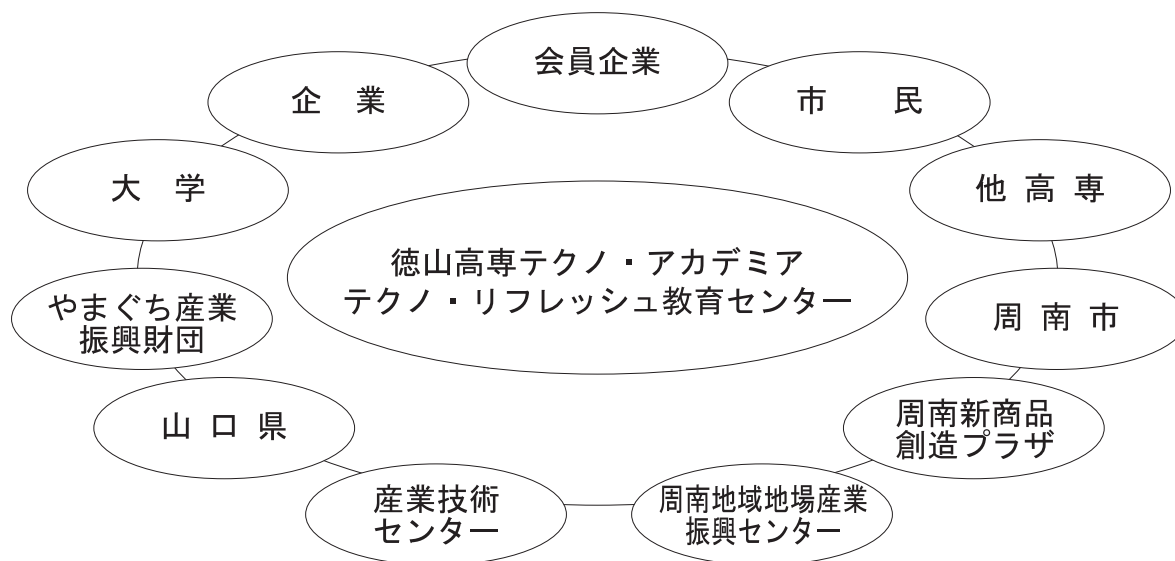 会員企業
企　業
市　　民
大　学
他 高 専
徳山高専テクノ・アカデミア
テクノ・リフレッシュ教育センター
やまぐち産業
振興財団
周 南 市
山 口 県
周南新商品
創造プラザ
産業技術
センター
周南地域地場産業
振興センター